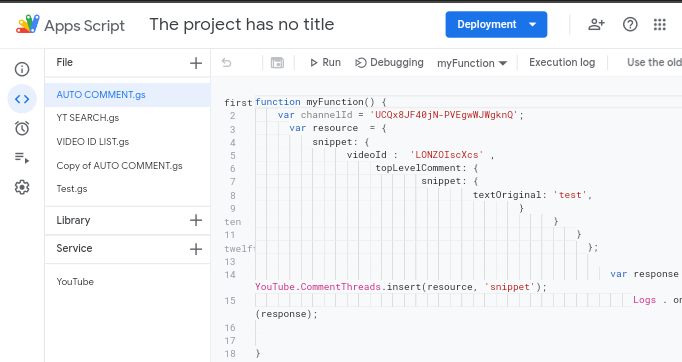 Apps Script The project has no title Deployment
File
Run Debugging myFunction Execution log Use the old
AUTO COMMENT.gs
YT SEARCH.gs
VIDEO ID LIST.gs
Copy of AUTO COMMENT.gs
Test.gs
Library
Service
YouTube
first function myFunction() {
2 var channelId = 'UCQx8JF40jN-PVEgwWJWgknQ';
3 var resource = {
4 snippet: {
5 videoId : 'LONZOIscXcs' ,
6 topLevelComment: {
7 snippet: {
8 textOriginal: 'test',
9 }
ten }
11 }
twelft };
13
14 var response
YouTube.CommentThreads.insert(resource, 'snippet');
15 Logs . or
(response);
16
17
18 }